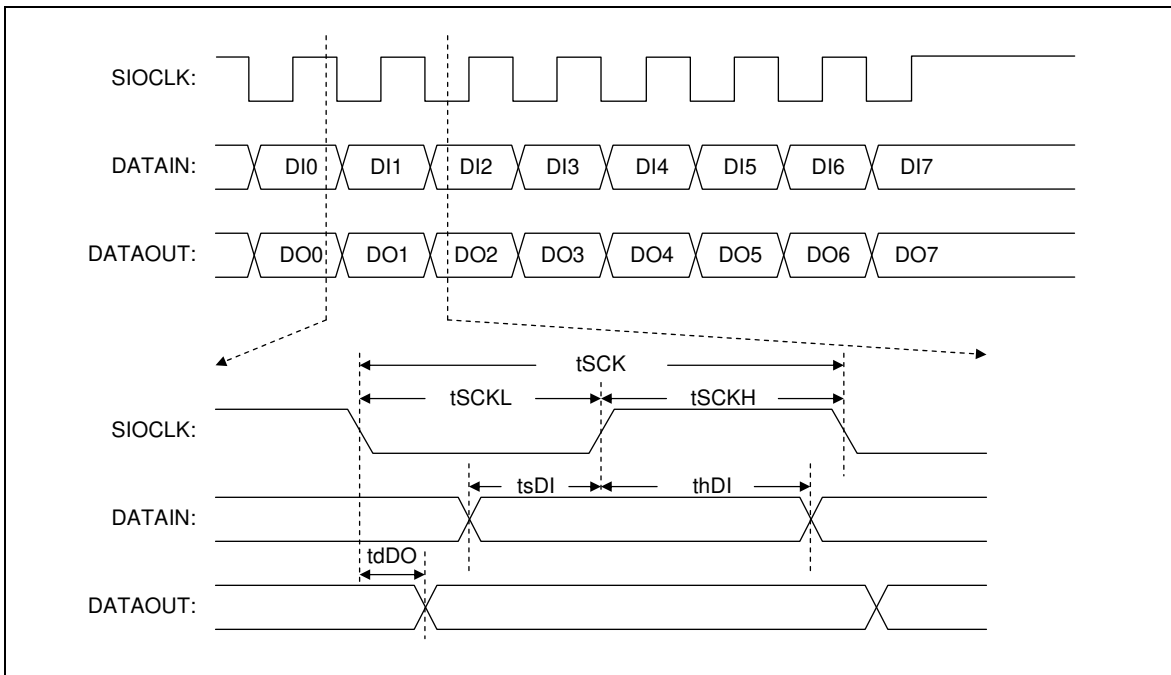 SIOCLK:
DATAIN: DI0 DI1 DI2 DI3 DI4 DI5 DI6 DI7
DATAOUT: DO0 DO1 DO2 DO3 DO4 DO5 DO6 DO7
tSCK
tSCKL tSCKH
SIOCLK:
tsDI thDI
DATAIN:
tdDO
DATAOUT: